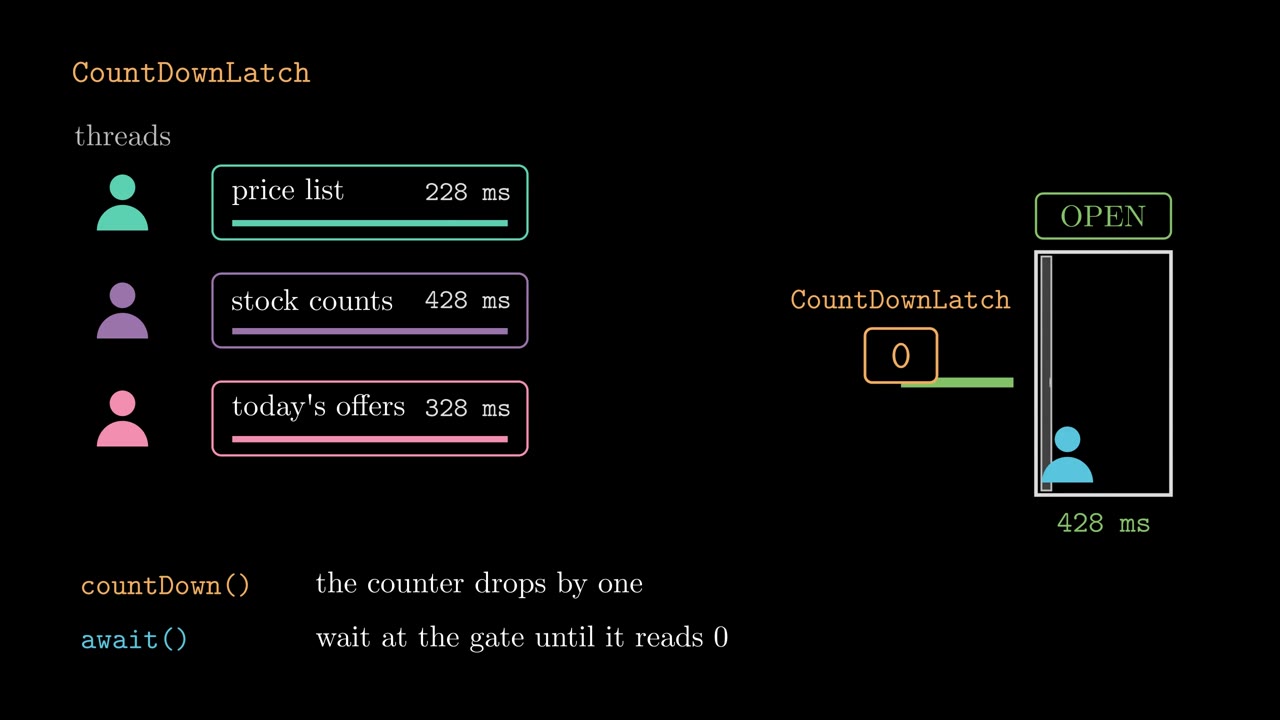 CountDownLatch
threads
price list 228 ms
stock counts 428 ms
today's offers 328 ms
OPEN
CountDownLatch
0
428 ms
countDown() the counter drops by one
await() wait at the gate until it reads 0